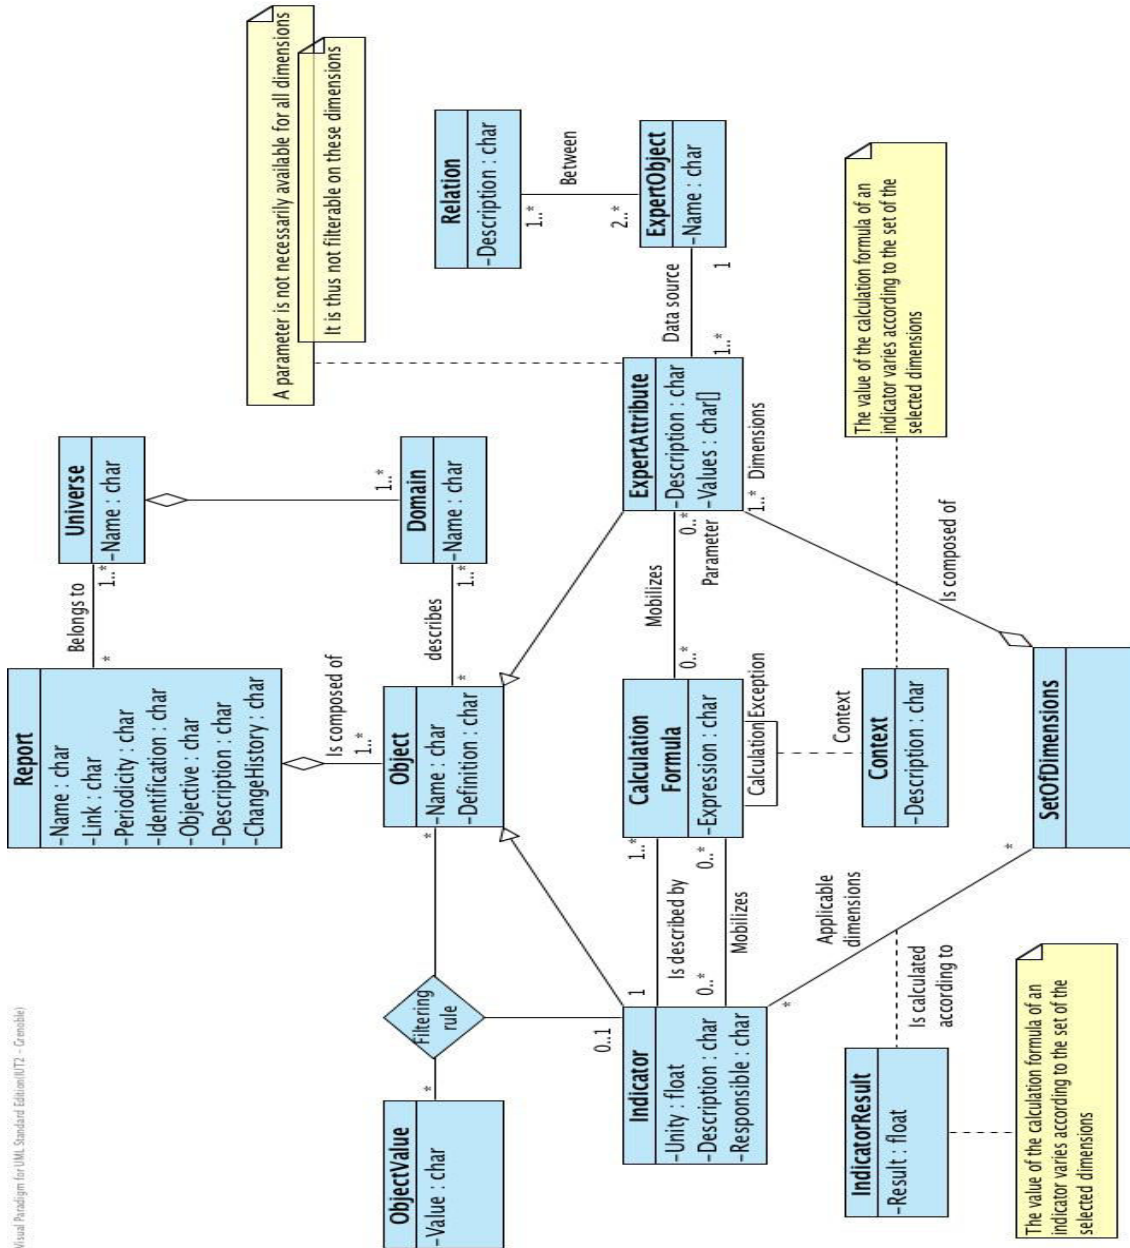 Visual Paradigm for UML Standard Edition(IUT2 - Grenoble)
ObjectValue
-Value : char
*
Filtering
rule
*
0..1
Report
-Name : char
-Link : char
-Periodicity : char
-Identification : char
-Objective : char
-Description : char
-ChangeHistory : char
*
Belongs to
1..*
Universe
-Name : char
Is composed of
1..*
Object
-Name : char
-Definition : char
*
describes
1..*
Domain
-Name : char
1..*
A parameter is not necessarily available for all dimensions
It is thus not filterable on these dimensions
Indicator
-Unity : float
-Description : char
-Responsible : char
1
Is described by
1..*
0..*
Mobilizes
0..*
Calculation
Formula
-Expression : char
Calculation Exception
0..*
Mobilizes
0..*
Parameter
ExpertAttribute
-Description : char
-Values : char[]
1..*
Data source
1
1..* Dimensions
Relation
-Description : char
1..*
Between
2..*
ExpertObject
-Name : char
*
Applicable
dimensions
*
Is calculated
according to
IndicatorResult
-Result : float
Context
Context
-Description : char
Is composed of
SetOfDimensions
The value of the calculation formula of an
indicator varies according to the set of the
selected dimensions
The value of the calculation formula of an
indicator varies according to the set of the
selected dimensions